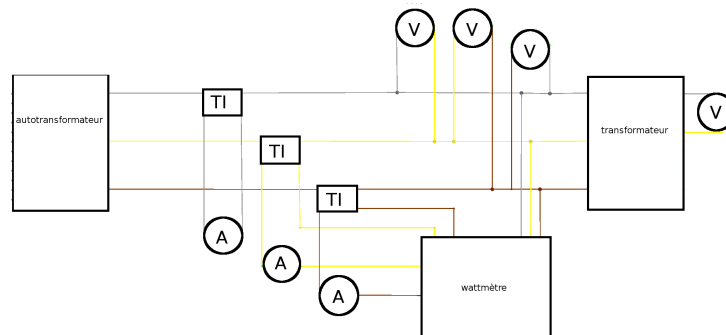 V
V
V
TI
V
autotransformateur
transformateur
TI
TI
A
A
A
wattmètre